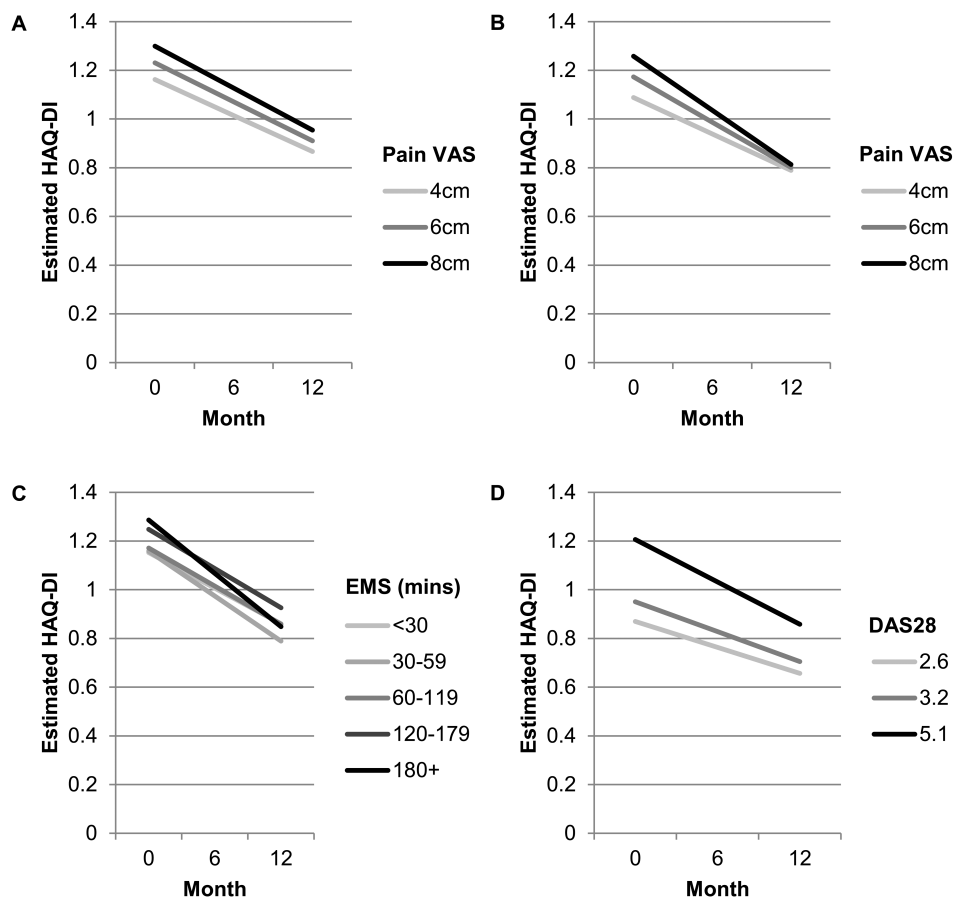 A
1.4
1.2
1
0.8
0.6
0.4
0.2
0
Estimated HAQ-DI
0 6 12
Month
Pain VAS
4cm
6cm
8cm
B
1.4
1.2
1
0.8
0.6
0.4
0.2
0
Estimated HAQ-DI
0 6 12
Month
Pain VAS
4cm
6cm
8cm
C
1.4
1.2
1
0.8
0.6
0.4
0.2
0
Estimated HAQ-DI
0 6 12
Month
EMS (mins)
<30
30-59
60-119
120-179
180+
D
1.4
1.2
1
0.8
0.6
0.4
0.2
0
Estimated HAQ-DI
0 6 12
Month
DAS28
2.6
3.2
5.1